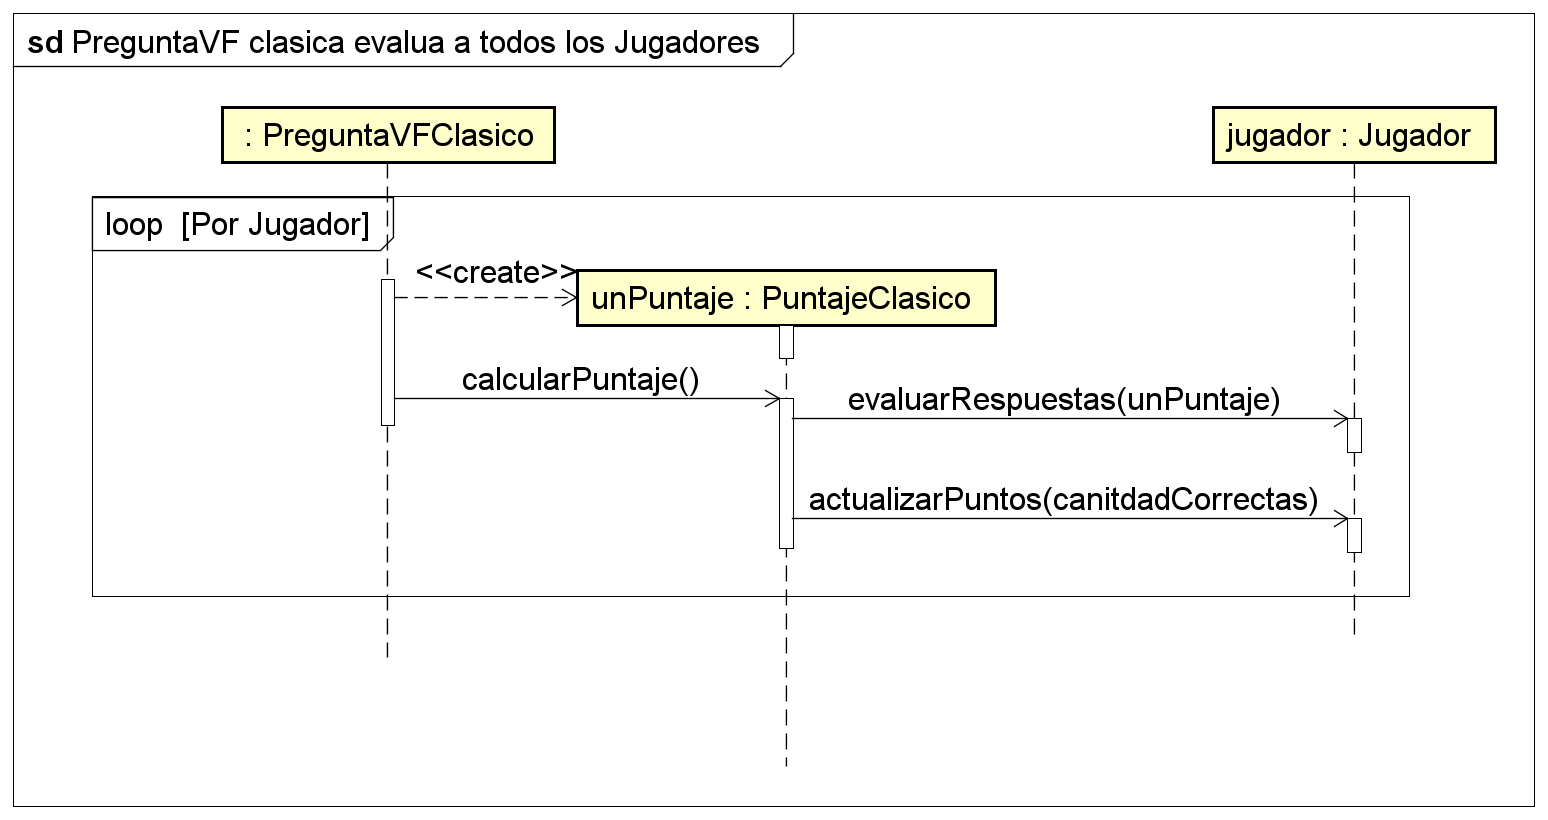 sd PreguntaVF clasica evalua a todos los Jugadores
: PreguntaVFClasico
jugador : Jugador
loop [Por Jugador]
<<create>>
unPuntaje : PuntajeClasico
calcularPuntaje()
evaluarRespuestas(unPuntaje)
actualizarPuntos(canitdadCorrectas)